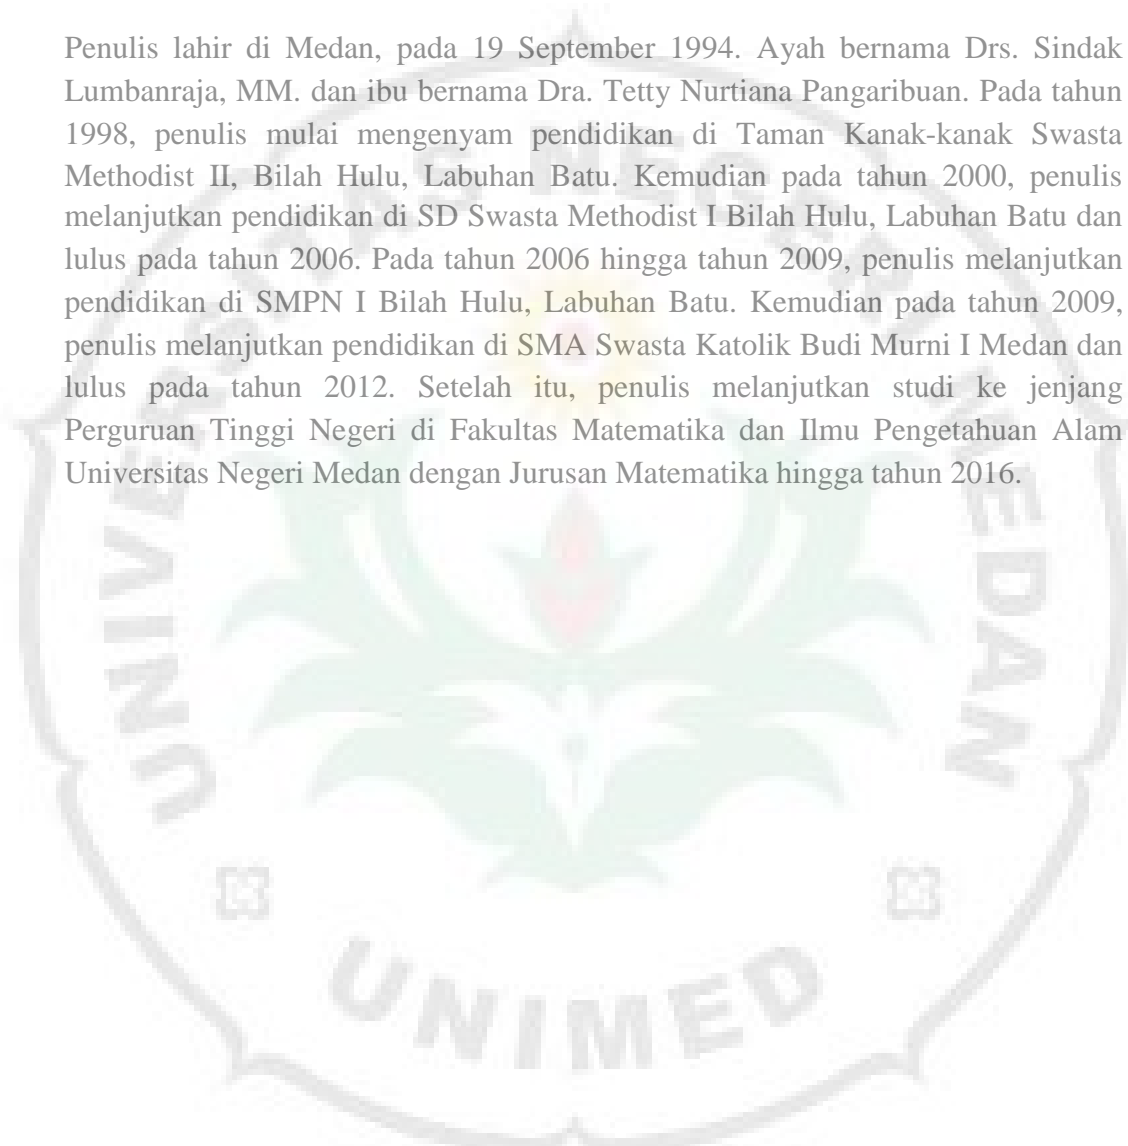 Penulis lahir di Medan, pada 19 September 1994. Ayah bernama Drs. Sindak
Lumbanraja, MM. dan ibu bernama Dra. Tetty Nurtiana Pangaribuan. Pada tahun
1998, penulis mulai mengenyam pendidikan di Taman Kanak-kanak Swasta
Methodist II, Bilah Hulu, Labuhan Batu. Kemudian pada tahun 2000, penulis
melanjutkan pendidikan di SD Swasta Methodist I Bilah Hulu, Labuhan Batu dan
lulus pada tahun 2006. Pada tahun 2006 hingga tahun 2009, penulis melanjutkan
pendidikan di SMPN I Bilah Hulu, Labuhan Batu. Kemudian pada tahun 2009,
penulis melanjutkan pendidikan di SMA Swasta Katolik Budi Murni I Medan dan
lulus pada tahun 2012. Setelah itu, penulis melanjutkan studi ke jenjang
Perguruan Tinggi Negeri di Fakultas Matematika dan Ilmu Pengetahuan Alam
Universitas Negeri Medan dengan Jurusan Matematika hingga tahun 2016.
UNIVERSITAS NEGERI MEDAN
UNIMED